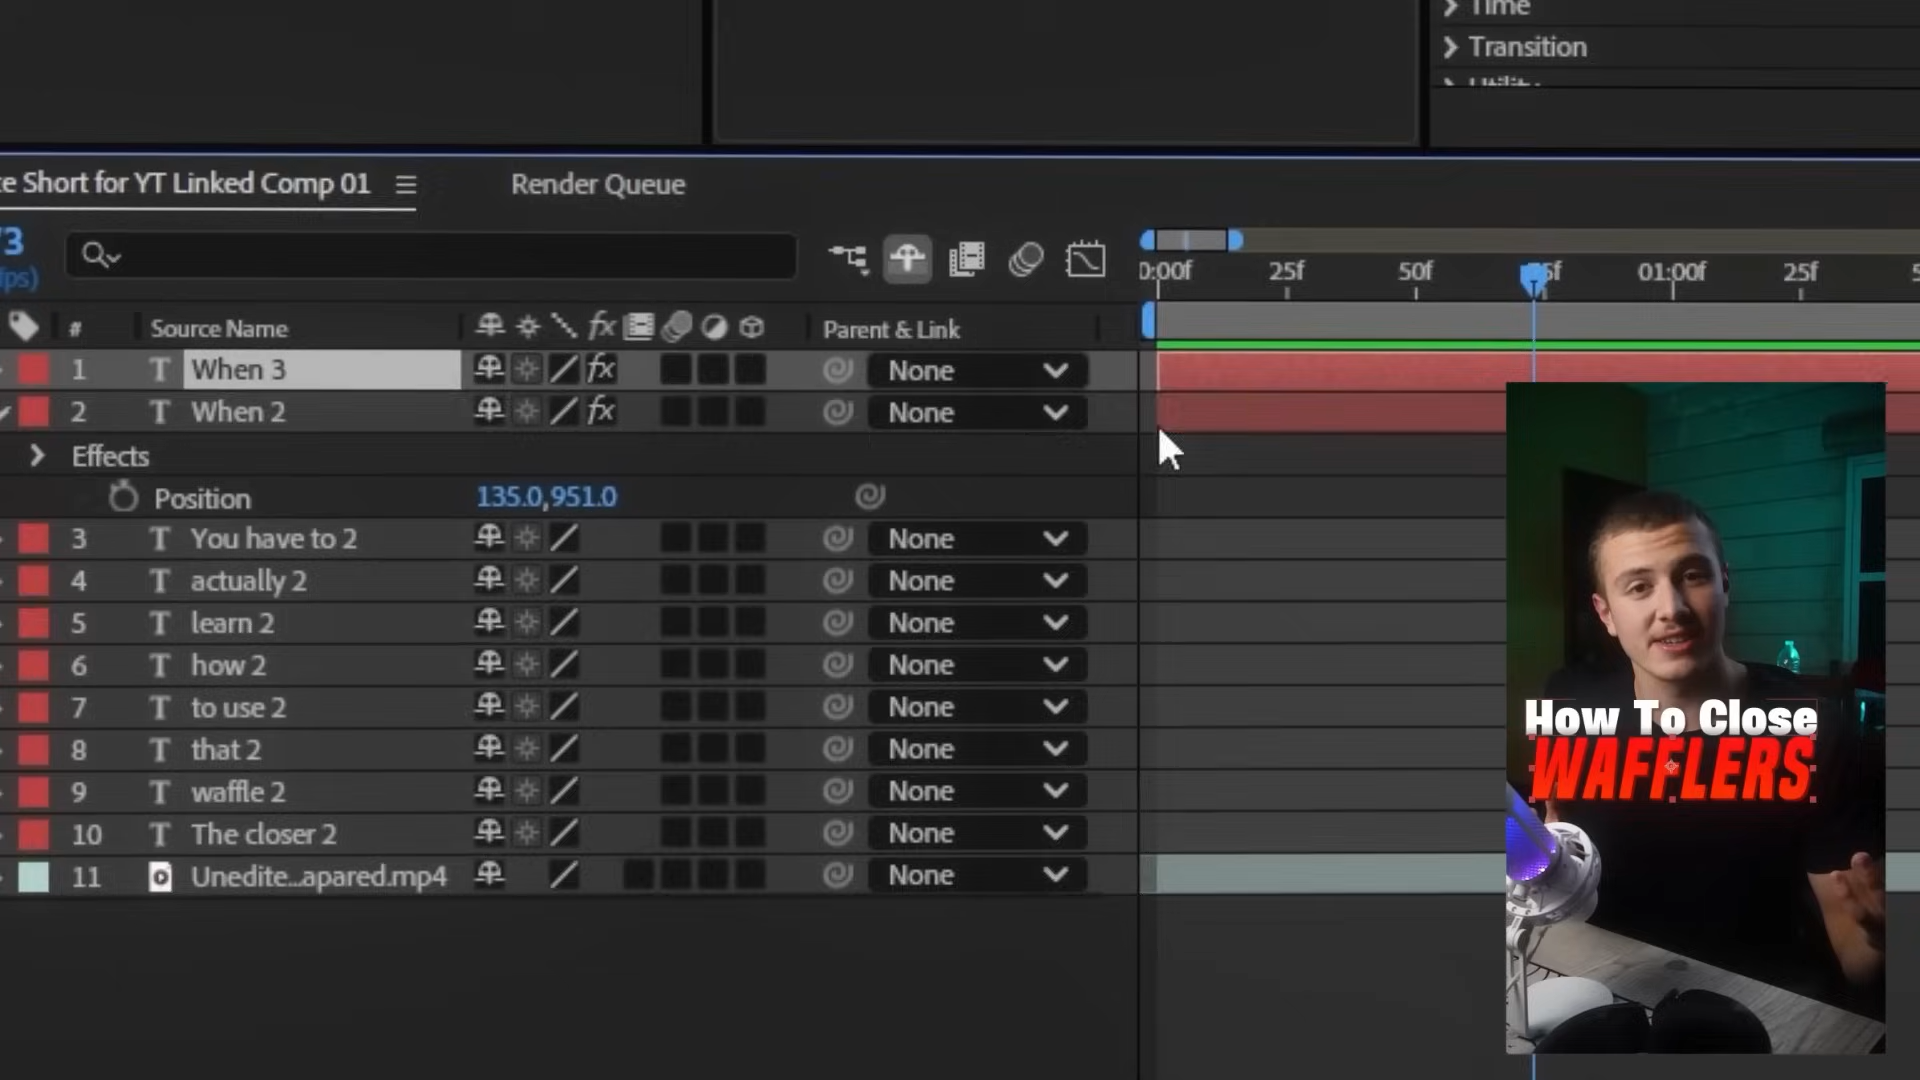 Time
Transition
Utility
e Short for YT Linked Comp 01
Render Queue
3
fps)
0:00f 25f 50f 01:00f 25f
# Source Name fx Parent & Link
1 T When 3 fx None
2 T When 2 fx None
Effects
Position 135.0,951.0
3 T You have to 2 None
4 T actually 2 None
5 T learn 2 None
6 T how 2 None
7 T to use 2 None
8 T that 2 None
9 T waffle 2 None
10 T The closer 2 None
11 Unedite...apared.mp4 None
How To Close
WAFFLERS